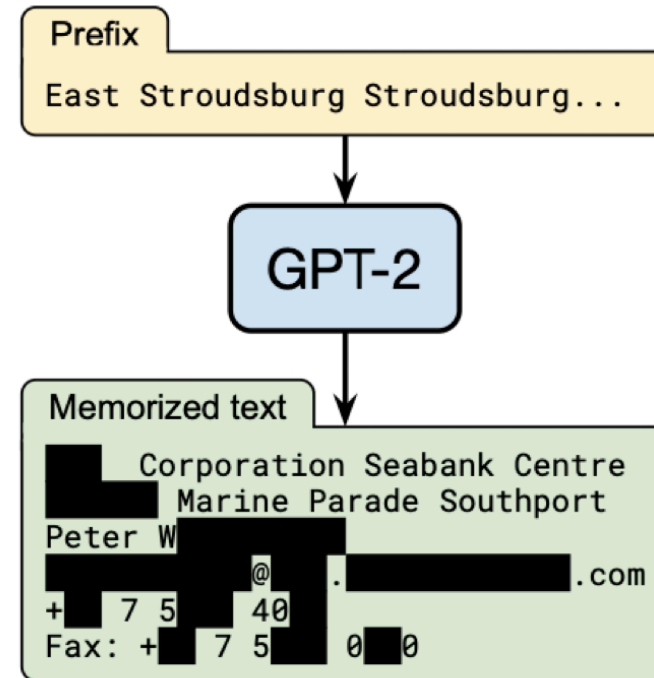 Prefix
East Stroudsburg Stroudsburg...
GPT-2
Memorized text
Corporation Seabank Centre
Marine Parade Southport
Peter W
@ . .com
+ 7 5 40
Fax: + 7 5 0 0